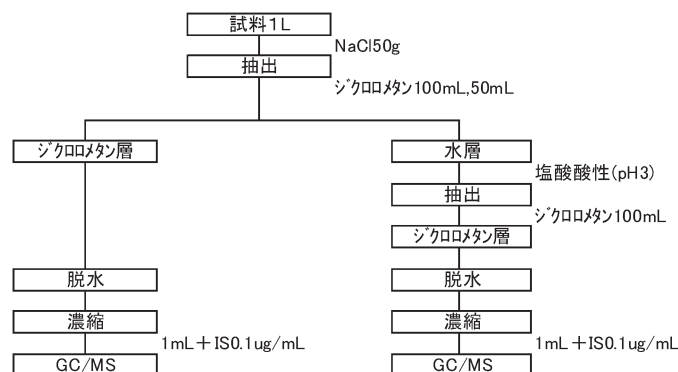 試料１L
NaCl50g
抽出
ｼﾞｸﾛﾛﾒﾀﾝ100mL,50mL
ｼﾞｸﾛﾛﾒﾀﾝ層
水層
塩酸酸性(pH3)
抽出
ｼﾞｸﾛﾛﾒﾀﾝ100mL
ｼﾞｸﾛﾛﾒﾀﾝ層
脱水
脱水
濃縮
濃縮
1mL＋IS0.1ug/mL
1mL＋IS0.1ug/mL
GC/MS
GC/MS